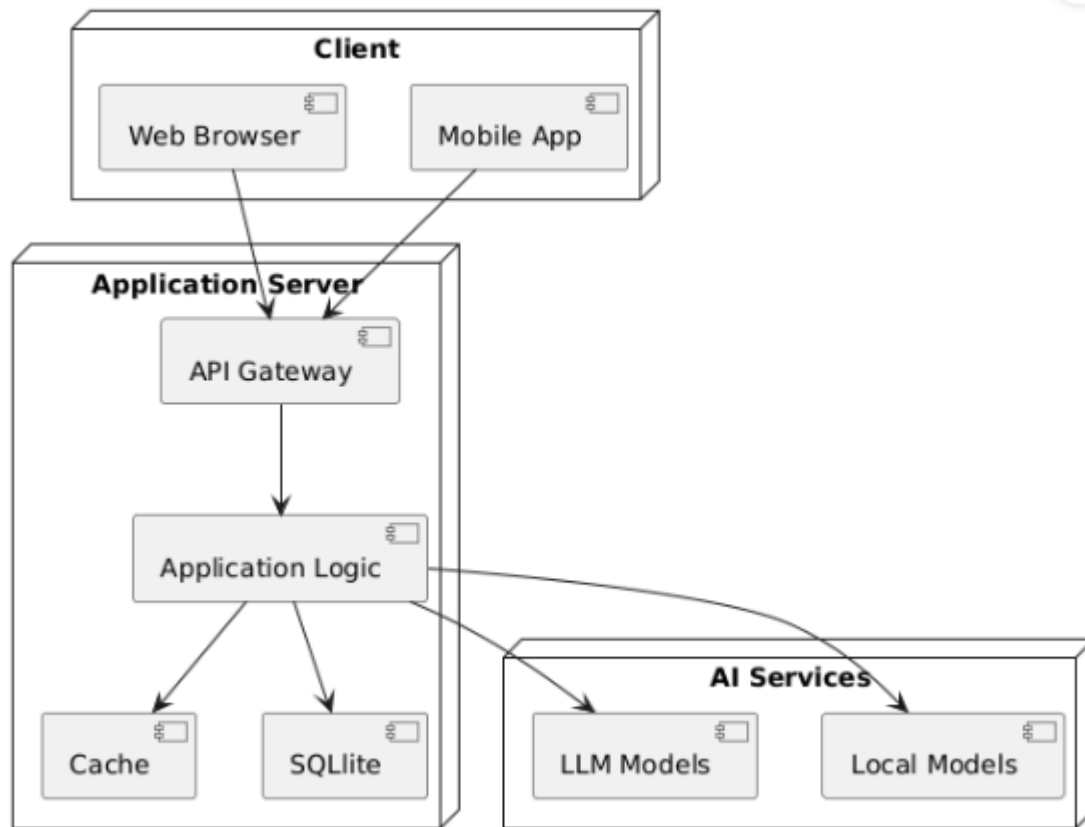 Client
Web Browser
Mobile App
Application Server
API Gateway
Application Logic
AI Services
Cache
SQLlite
LLM Models
Local Models